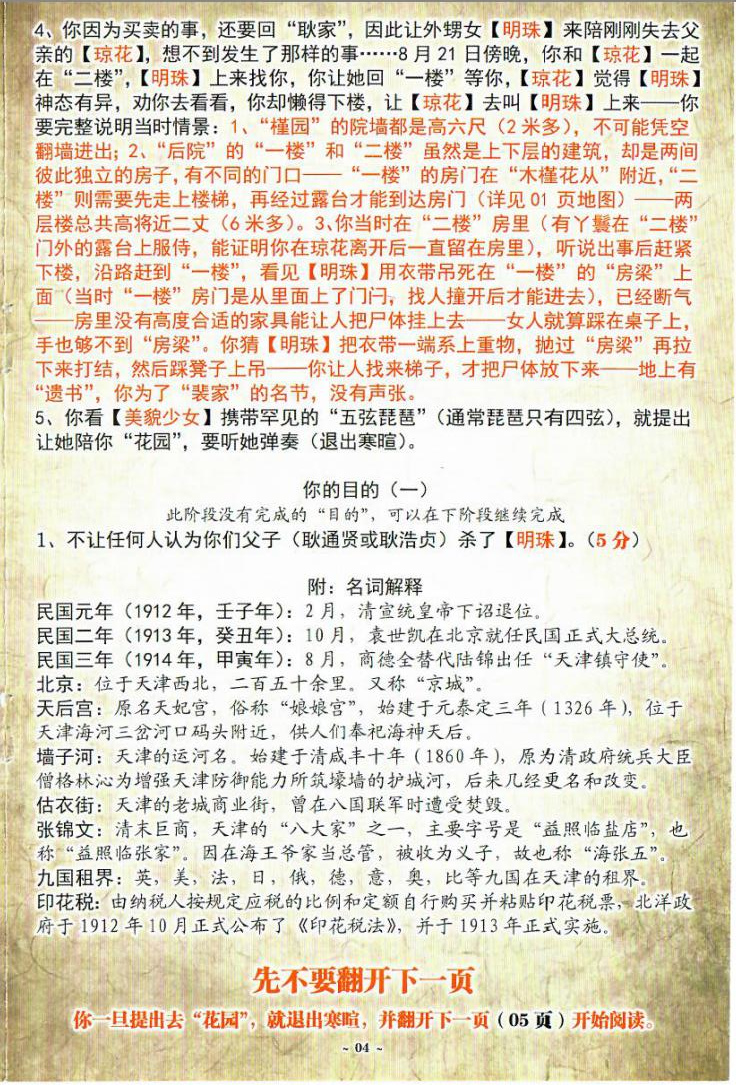 4、你因为买卖的事，还要回“耿家”，因此让外甥女【明珠】来陪刚刚失去父
亲的【琼花】，想不到发生了那样的事……8月21日傍晚，你和【琼花】一起
在“二楼”，【明珠】上来找你，你让她回“一楼”等你，【琼花】觉得【明珠】
神态有异，劝你去看看，你却懒得下楼，让【琼花】去叫【明珠】上来——你
要完整说明当时情景：1、“槿园”的院墙都是高六尺（2米多），不可能凭空
翻墙进出；2、“后院”的“一楼”和“二楼”虽然是上下层的建筑，却是两间
彼此独立的房子，有不同的门口——“一楼”的房门在“木槿花丛”附近，“二
楼”则需要先走上楼梯，再经过露台才能到达房门（详见01页地图）——两
层楼总共高将近二丈（6米多）。3、你当时在“二楼”房里（有丫鬟在“二楼”
门外的露台上服侍，能证明你在琼花离开后一直留在房里），听说出事后赶紧
下楼，沿路赶到“一楼”，看见【明珠】用衣带吊死在“一楼”的“房梁”上
面（当时“一楼”房门是从里面上了门闩，找人撞开后才能进去），已经断气
——房里没有高度合适的家具能让人把尸体挂上去——女人就算踩在桌子上，
手也够不到“房梁”。你猜【明珠】把衣带一端系上重物，抛过“房梁”再拉
下来打结，然后踩凳子上吊——你让人找来梯子，才把尸体放下来——地上有
“遗书”，你为了“裴家”的名节，没有声张。
5、你看【美貌少女】携带罕见的“五弦琵琶”（通常琵琶只有四弦），就提出
让她陪你“花园”，要听她弹奏（退出寒暄）。
你的目的（一）
此阶段没有完成的“目的”，可以在下阶段继续完成
1、不让任何人认为你们父子（耿通贤或耿浩贞）杀了【明珠】。（5分）
附：名词解释
民国元年（1912年，壬子年）：2月，清宣统皇帝下诏退位。
民国二年（1913年，癸丑年）：10月，袁世凯在北京就任民国正式大总统。
民国三年（1914年，甲寅年）：8月，商德全替代陆锦出任“天津镇守使”。
北京：位于天津西北，二百五十余里。又称“京城”。
天后宫：原名天妃宫，俗称“娘娘宫”，始建于元泰定三年（1326年），位于
天津海河三岔河口码头附近，供人们奉祀海神天后。
墙子河：天津的运河名。始建于清咸丰十年（1860年），原为清政府统兵大臣
僧格林沁为增强天津防御能力所筑壕墙的护城河，后来几经更名和改变。
估衣街：天津的老城商业街，曾在八国联军时遭受焚毁。
张锦文：清末巨商，天津的“八大家”之一，主要字号是“益照临盐店”，也
称“益照临张家”。因在海王爷家当总管，被收为义子，故也称“海张五”。
九国租界：英，美，法，日，俄，德，意，奥，比等九国在天津的租界。
印花税：由纳税人按规定应税的比例和定额自行购买并粘贴印花税票，北洋政
府于1912年10月正式公布了《印花税法》，并于1913年正式实施。
先不要翻开下一页
你一旦提出去“花园”，就退出寒暄，并翻开下一页（05页）开始阅读。
~ 04 ~